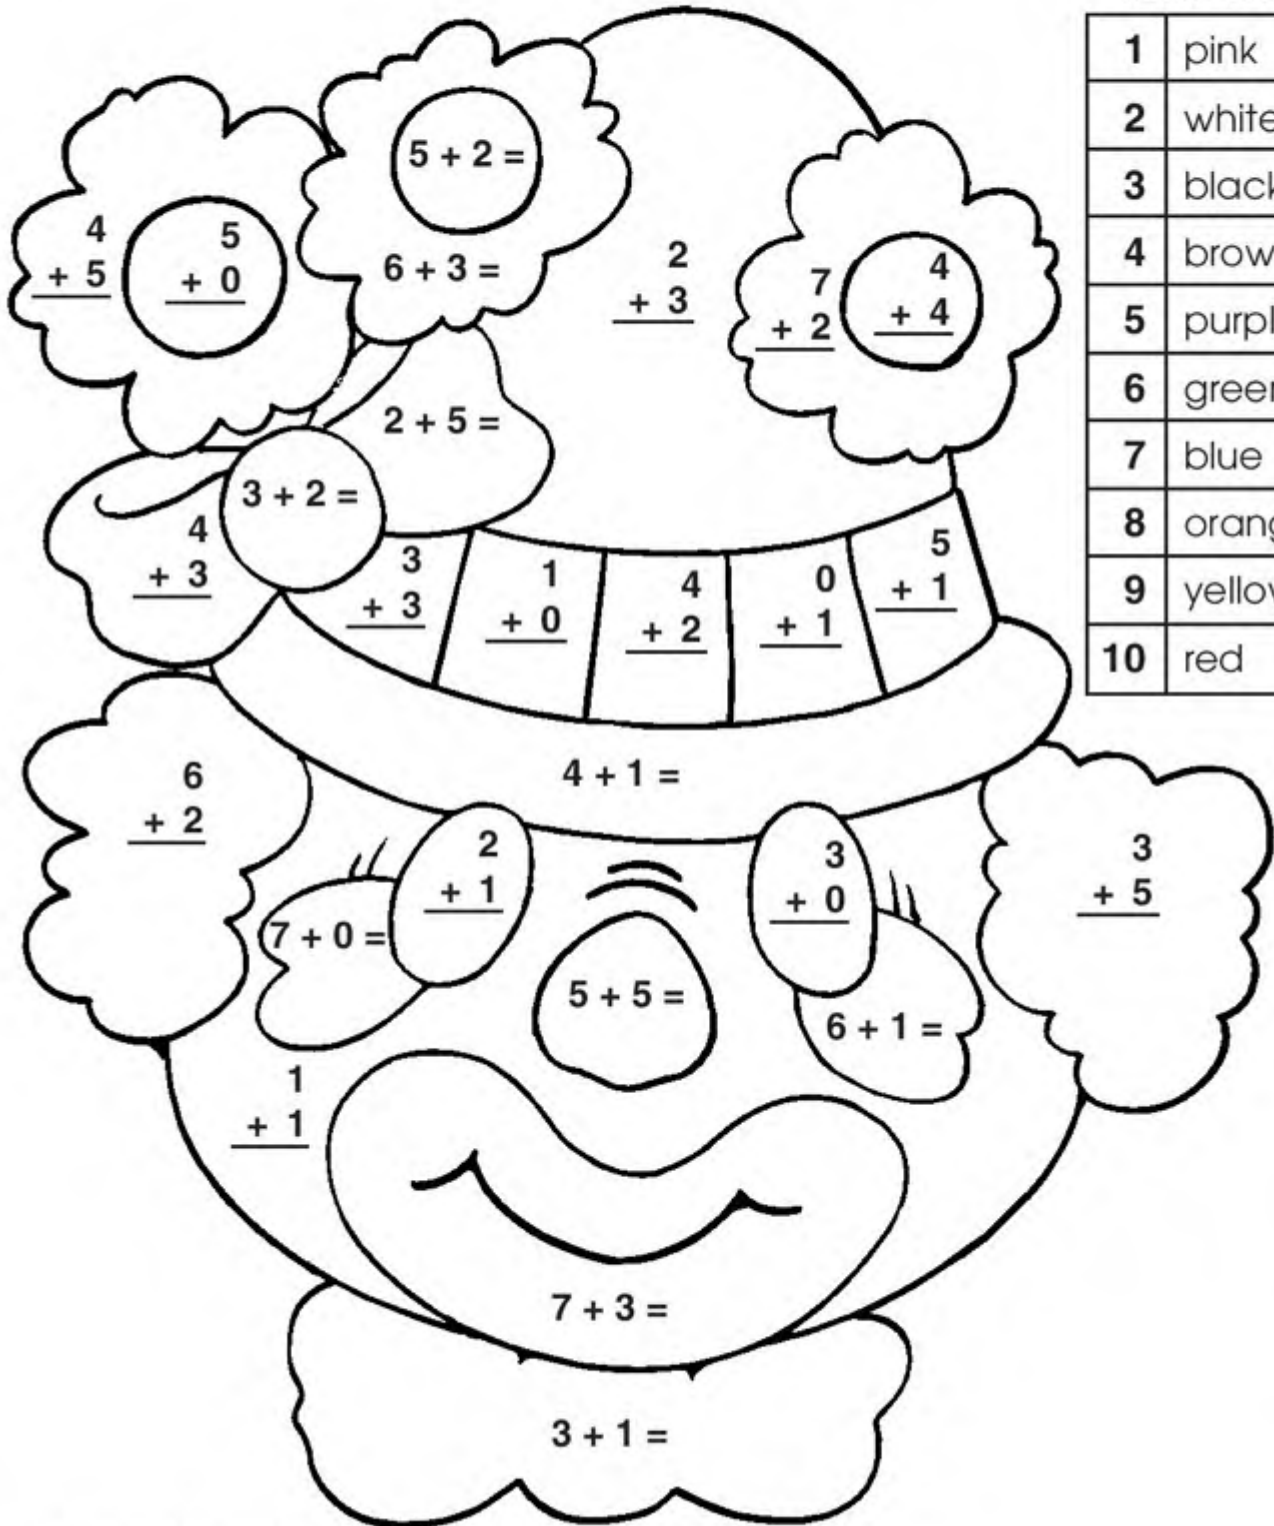 1 pink
2 white
3 black
4 brow
5 purpl
6 green
7 blue
8 orang
9 yellow
10 red
5 + 2 =
6 + 3 =
4
+ 5
5
+ 0
2
+ 3
7
+ 2
4
+ 4
2 + 5 =
3 + 2 =
4
+ 3
3
+ 3
1
+ 0
4
+ 2
0
+ 1
5
+ 1
4 + 1 =
6
+ 2
2
+ 1
3
+ 0
3
+ 5
7 + 0 =
5 + 5 =
6 + 1 =
1
+ 1
7 + 3 =
3 + 1 =